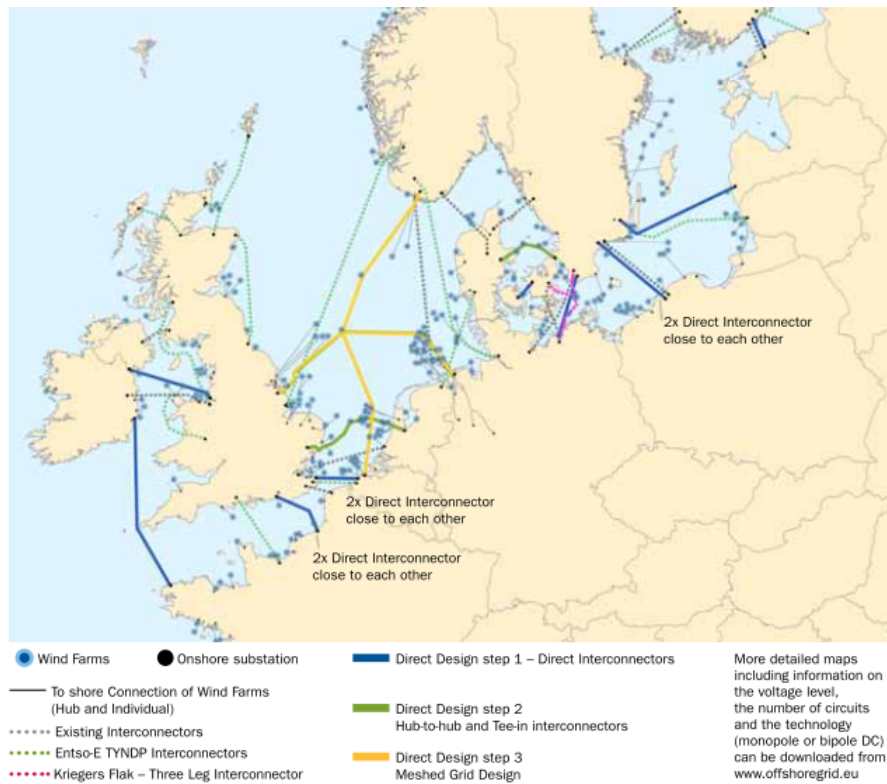 2x Direct Interconnector
close to each other
2x Direct Interconnector
close to each other
2x Direct Interconnector
close to each other
Wind Farms
Onshore substation
To shore Connection of Wind Farms
(Hub and Individual)
Existing Interconnectors
Entso-E TYNDP Interconnectors
Kriegers Flak – Three Leg Interconnector
Direct Design step 1 – Direct Interconnectors
Direct Design step 2
Hub-to-hub and Tee-in interconnectors
Direct Design step 3
Meshed Grid Design
More detailed maps
including information on
the voltage level,
the number of circuits
and the technology
(monopole or bipole DC)
can be downloaded from
www.offshoregrid.eu